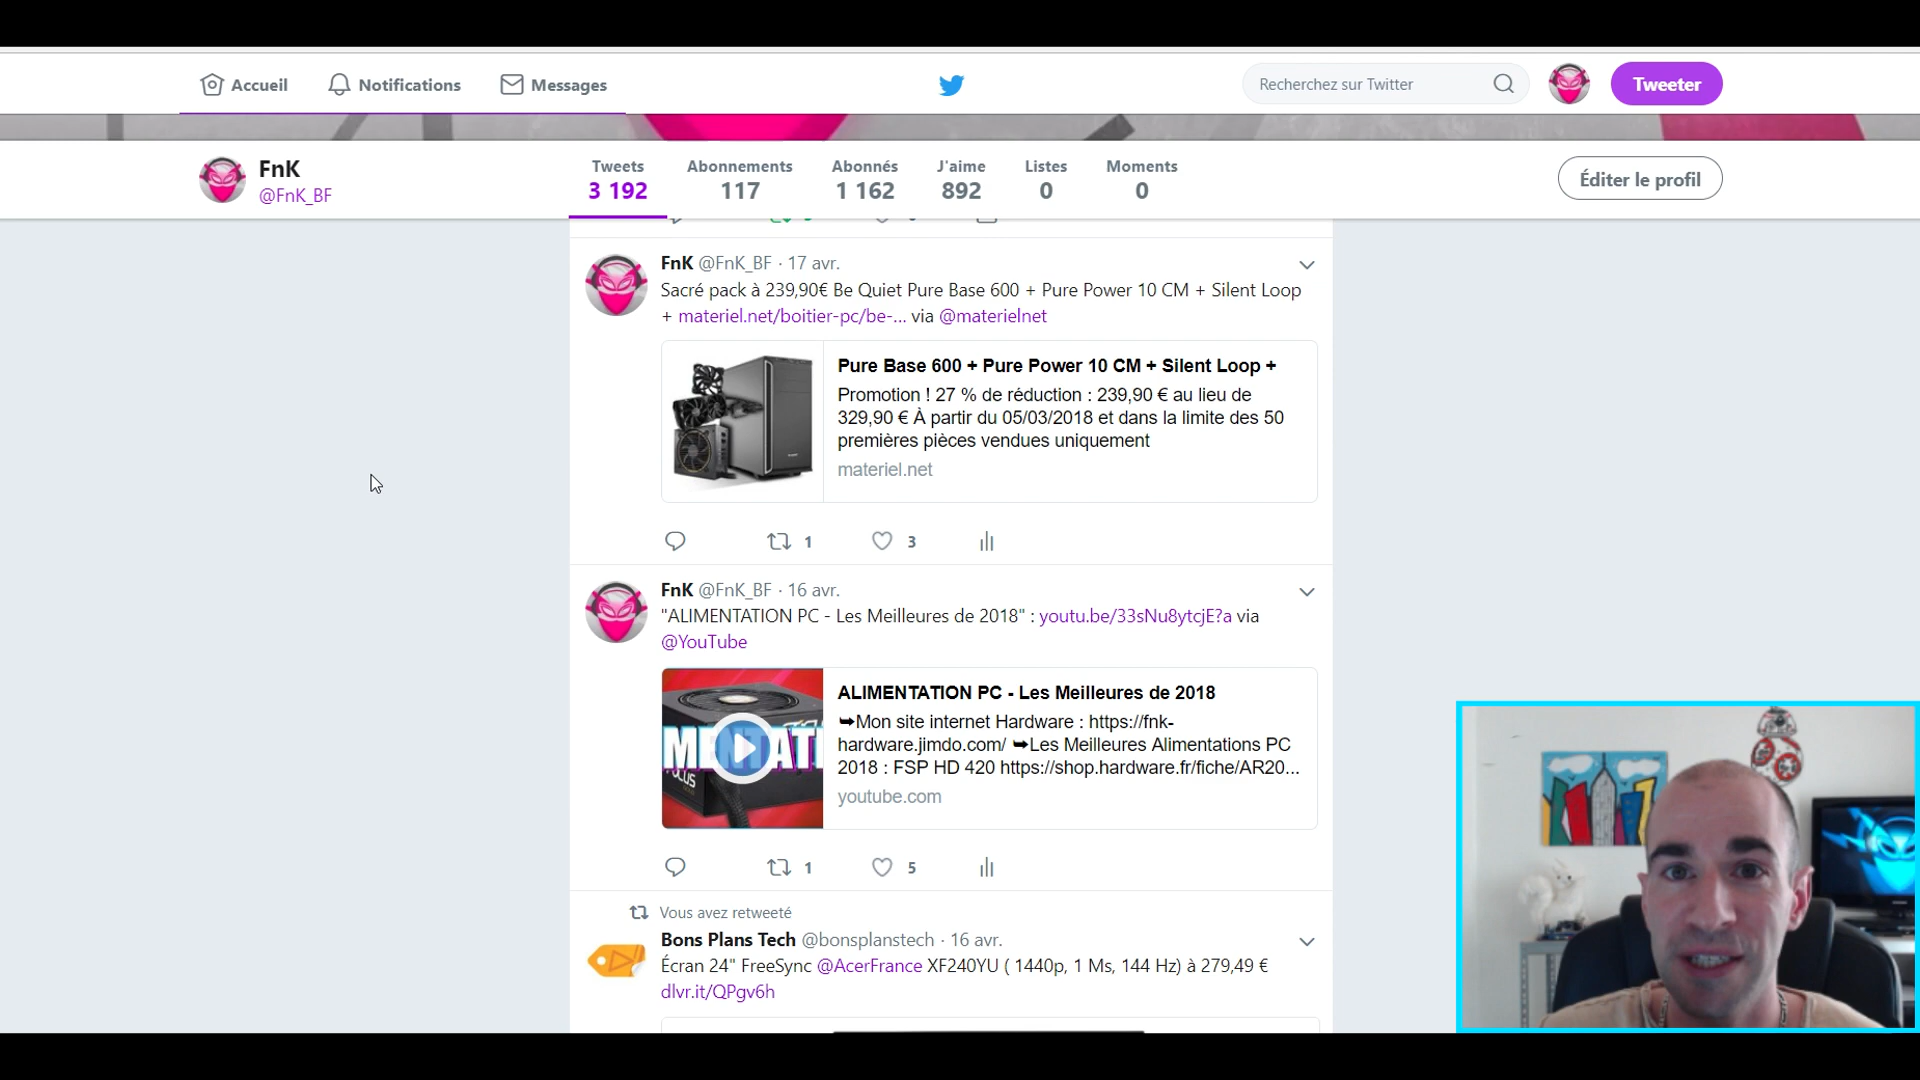 Accueil
Notifications
Messages
Recherchez sur Twitter
Tweeter
FnK
@FnK_BF
Tweets
3 192
Abonnements
117
Abonnés
1 162
J'aime
892
Listes
0
Moments
0
Éditer le profil
FnK @FnK_BF · 17 avr.
Sacré pack à 239,90€ Be Quiet Pure Base 600 + Pure Power 10 CM + Silent Loop
+ materiel.net/boitier-pc/be-... via @materielnet
Pure Base 600 + Pure Power 10 CM + Silent Loop +
Promotion ! 27 % de réduction : 239,90 € au lieu de
329,90 € À partir du 05/03/2018 et dans la limite des 50
premières pièces vendues uniquement
materiel.net
1
3
FnK @FnK_BF · 16 avr.
"ALIMENTATION PC - Les Meilleures de 2018" : youtu.be/33sNu8ytcjE?a via
@YouTube
MENTATI
ALIMENTATION PC - Les Meilleures de 2018
➥Mon site internet Hardware : https://fnk-
hardware.jimdo.com/ ➥Les Meilleures Alimentations PC
2018 : FSP HD 420 https://shop.hardware.fr/fiche/AR20...
youtube.com
1
5
Vous avez retweeté
Bons Plans Tech @bonsplanstech · 16 avr.
Écran 24" FreeSync @AcerFrance XF240YU ( 1440p, 1 Ms, 144 Hz) à 279,49 €
dlvr.it/QPgv6h